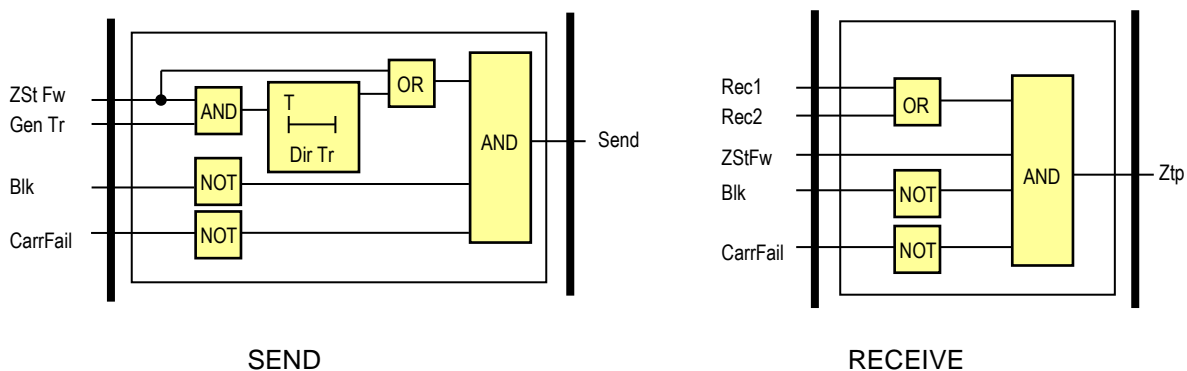 ZSt Fw
Gen Tr
Blk
CarrFail
AND
NOT
NOT
T
Dir Tr
OR
AND
Send
SEND
Rec1
Rec2
ZStFw
Blk
CarrFail
OR
NOT
NOT
AND
Ztp
RECEIVE